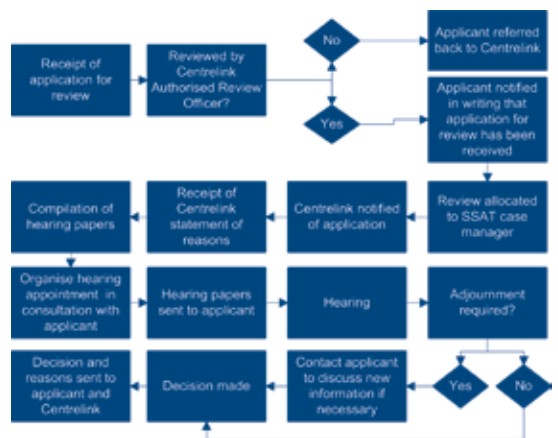 Receipt of
application for
review
Reviewed by
Centrelink
Authorised Review
Officer?
No
Yes
Applicant referred
back to Centrelink
Applicant notified
in writing that
application for
review has been
received
Compilation of
hearing papers
Receipt of
Centrelink
statement of
reasons
Centrelink notified
of application
Review allocated
to SSAT case
manager
Organise hearing
appointment in
consultation with
applicant
Hearing papers
sent to applicant
Hearing
Adjournment
required?
Decision and
reasons sent to
applicant and
Centrelink
Decision made
Contact applicant
to discuss new
information if
necessary
Yes
No